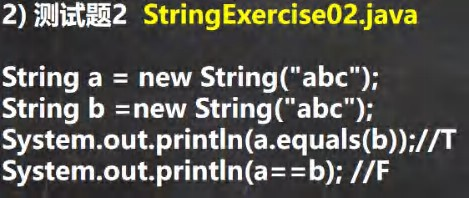 2) 测试题2 StringExercise02.java
String a = new String("abc");
String b =new String("abc");
System.out.println(a.equals(b));//T
System.out.println(a==b); //F